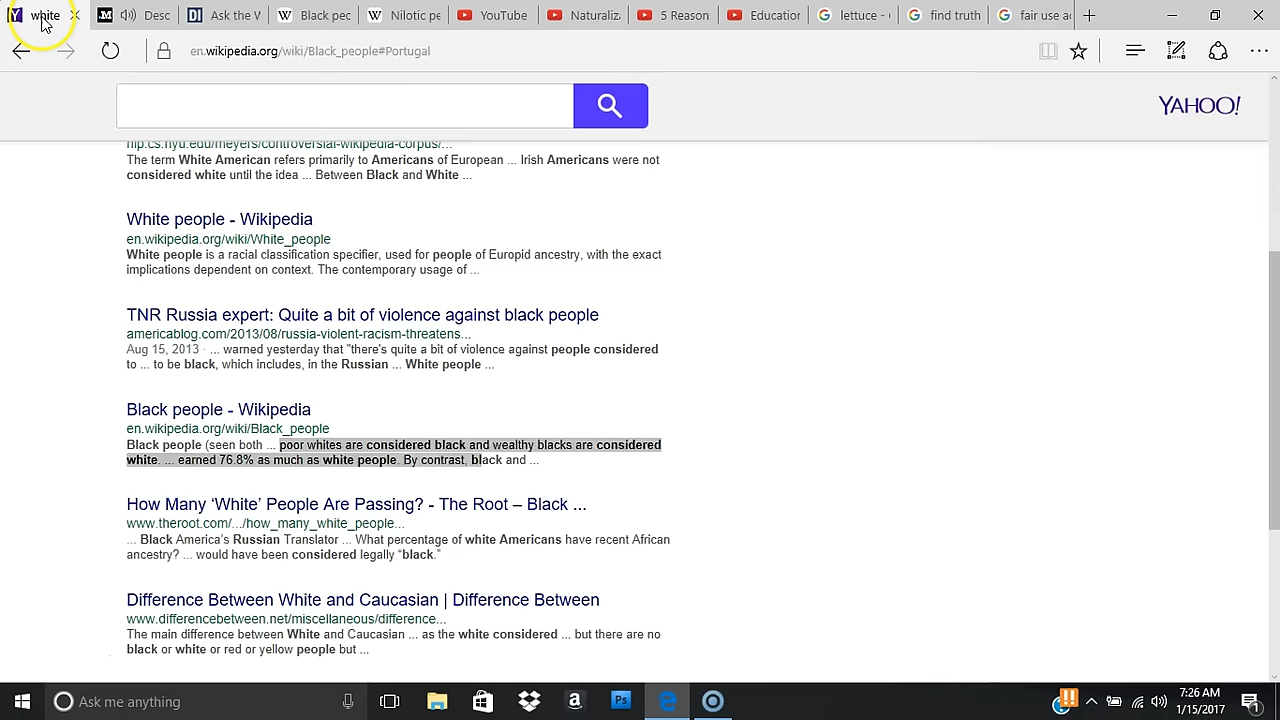 white
Desc
Ask the W
Black pec
Nilotic pe
YouTube
Naturaliz
5 Reason
Education
lettuce - G
find truth
fair use ac
en.wikipedia.org/wiki/Black_people#Portugal
YAHOO!
nlp.cs.nyu.edu/meyers/controversial-wikipedia-corpus/...
The term White American refers primarily to Americans of European ... Irish Americans were not
considered white until the idea ... Between Black and White ...
White people - Wikipedia
en.wikipedia.org/wiki/White_people
White people is a racial classification specifier, used for people of Europid ancestry, with the exact
implications dependent on context. The contemporary usage of ...
TNR Russia expert: Quite a bit of violence against black people
americablog.com/2013/08/russia-violent-racism-threatens...
Aug 15, 2013 · ... warned yesterday that "there's quite a bit of violence against people considered
to ... to be black, which includes, in the Russian ... White people ...
Black people - Wikipedia
en.wikipedia.org/wiki/Black_people
Black people (seen both ... poor whites are considered black and wealthy blacks are considered
white. ... earned 76.8% as much as white people. By contrast, black and ...
How Many ‘White’ People Are Passing? - The Root – Black ...
www.theroot.com/.../how_many_white_people...
... Black America’s Russian Translator ... What percentage of white Americans have recent African
ancestry? ... would have been considered legally “black.”
Difference Between White and Caucasian | Difference Between
www.differencebetween.net/miscellaneous/difference...
The main difference between White and Caucasian ... as the white considered ... but there are no
black or white or red or yellow people but ...
Ask me anything
7:26 AM
1/15/2017